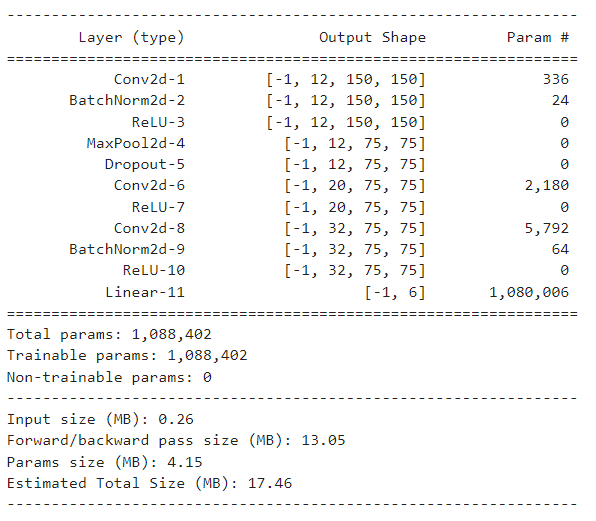 ----------------------------------------------------------------
Layer (type) Output Shape Param #
================================================================
Conv2d-1 [-1, 12, 150, 150] 336
BatchNorm2d-2 [-1, 12, 150, 150] 24
ReLU-3 [-1, 12, 150, 150] 0
MaxPool2d-4 [-1, 12, 75, 75] 0
Dropout-5 [-1, 12, 75, 75] 0
Conv2d-6 [-1, 20, 75, 75] 2,180
ReLU-7 [-1, 20, 75, 75] 0
Conv2d-8 [-1, 32, 75, 75] 5,792
BatchNorm2d-9 [-1, 32, 75, 75] 64
ReLU-10 [-1, 32, 75, 75] 0
Linear-11 [-1, 6] 1,080,006
================================================================
Total params: 1,088,402
Trainable params: 1,088,402
Non-trainable params: 0
----------------------------------------------------------------
Input size (MB): 0.26
Forward/backward pass size (MB): 13.05
Params size (MB): 4.15
Estimated Total Size (MB): 17.46
----------------------------------------------------------------